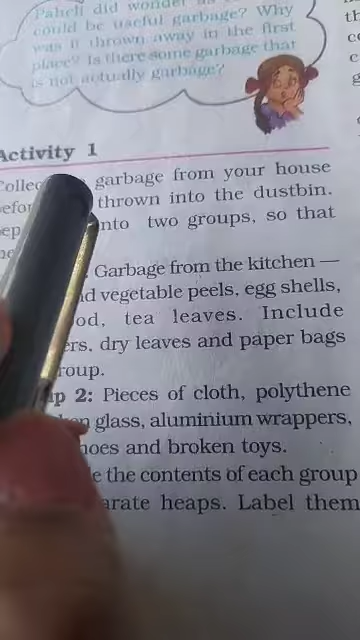 Paheli did wonder
could be useful garbage? Why
was it thrown away in the first
place? Is there some garbage that
is not actually garbage?
Activity 1
garbage from your house
thrown into the dustbin.
into two groups, so that
Garbage from the kitchen —
vegetable peels, egg shells,
tea leaves. Include
dry leaves and paper bags
2: Pieces of cloth, polythene
glass, aluminium wrappers,
and broken toys.
the contents of each group
heaps. Label them